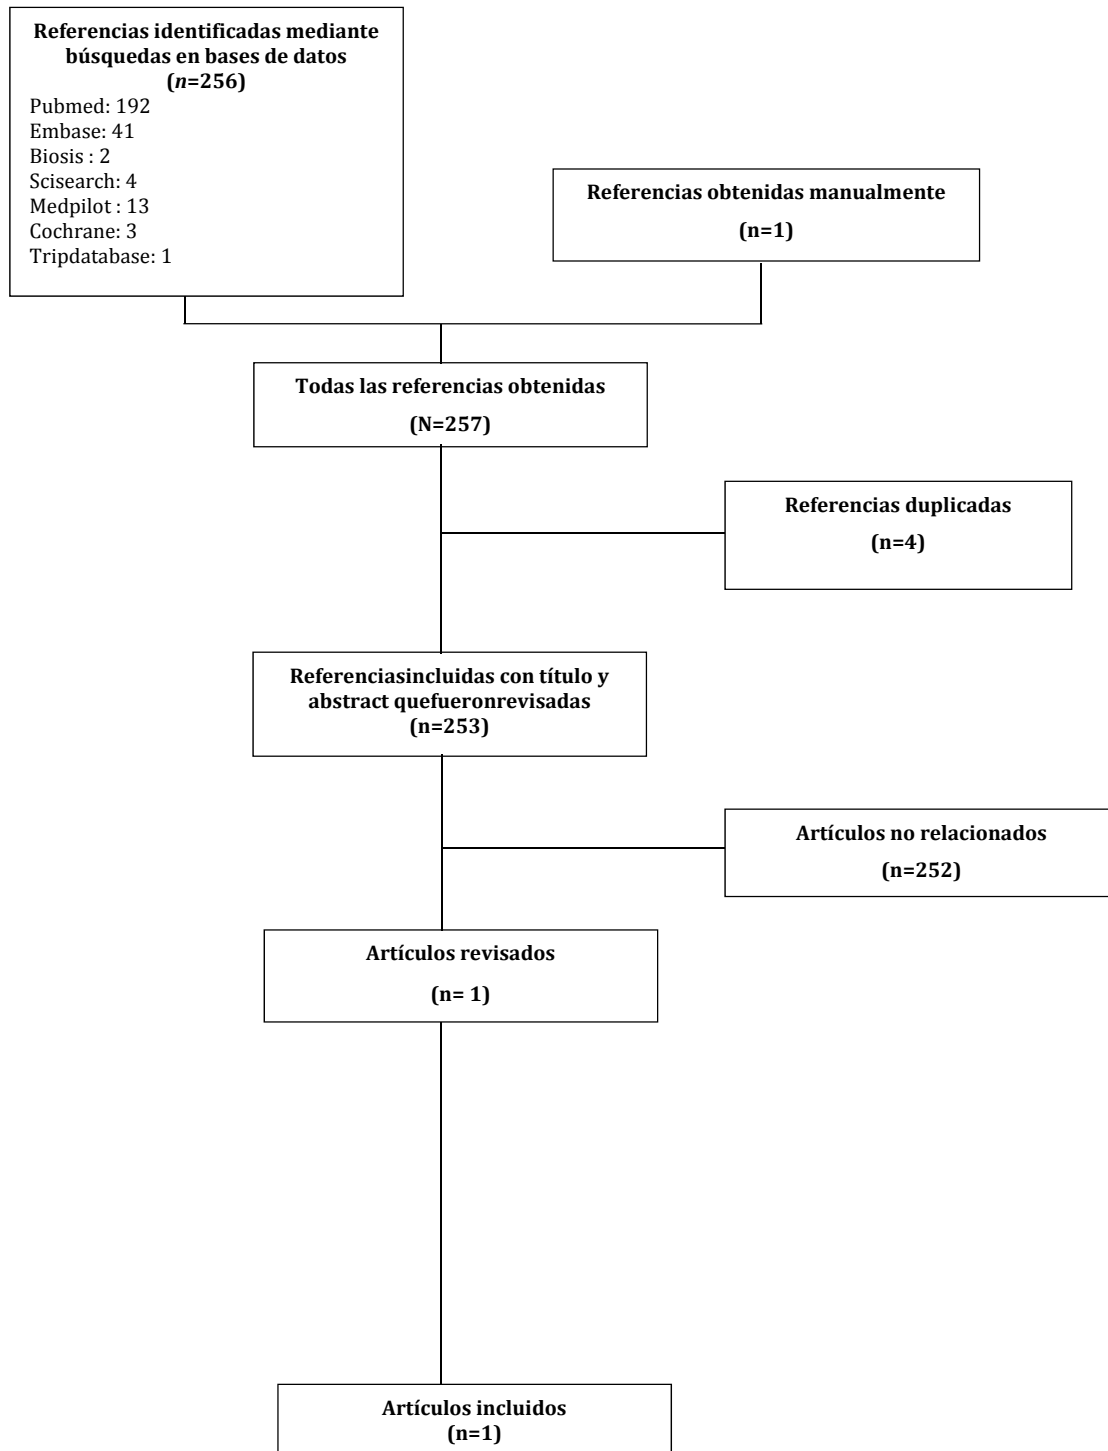 Referencias identificadas mediante
búsquedas en bases de datos
(n=256)
Pubmed: 192
Embase: 41
Biosis : 2
Scisearch: 4
Medpilot : 13
Cochrane: 3
Tripdatabase: 1
Referencias obtenidas manualmente
(n=1)
Todas las referencias obtenidas
(N=257)
Referencias duplicadas
(n=4)
Referenciasincluidas con título y
abstract quefueronrevisadas
(n=253)
Artículos no relacionados
(n=252)
Artículos revisados
(n= 1)
Artículos incluidos
(n=1)